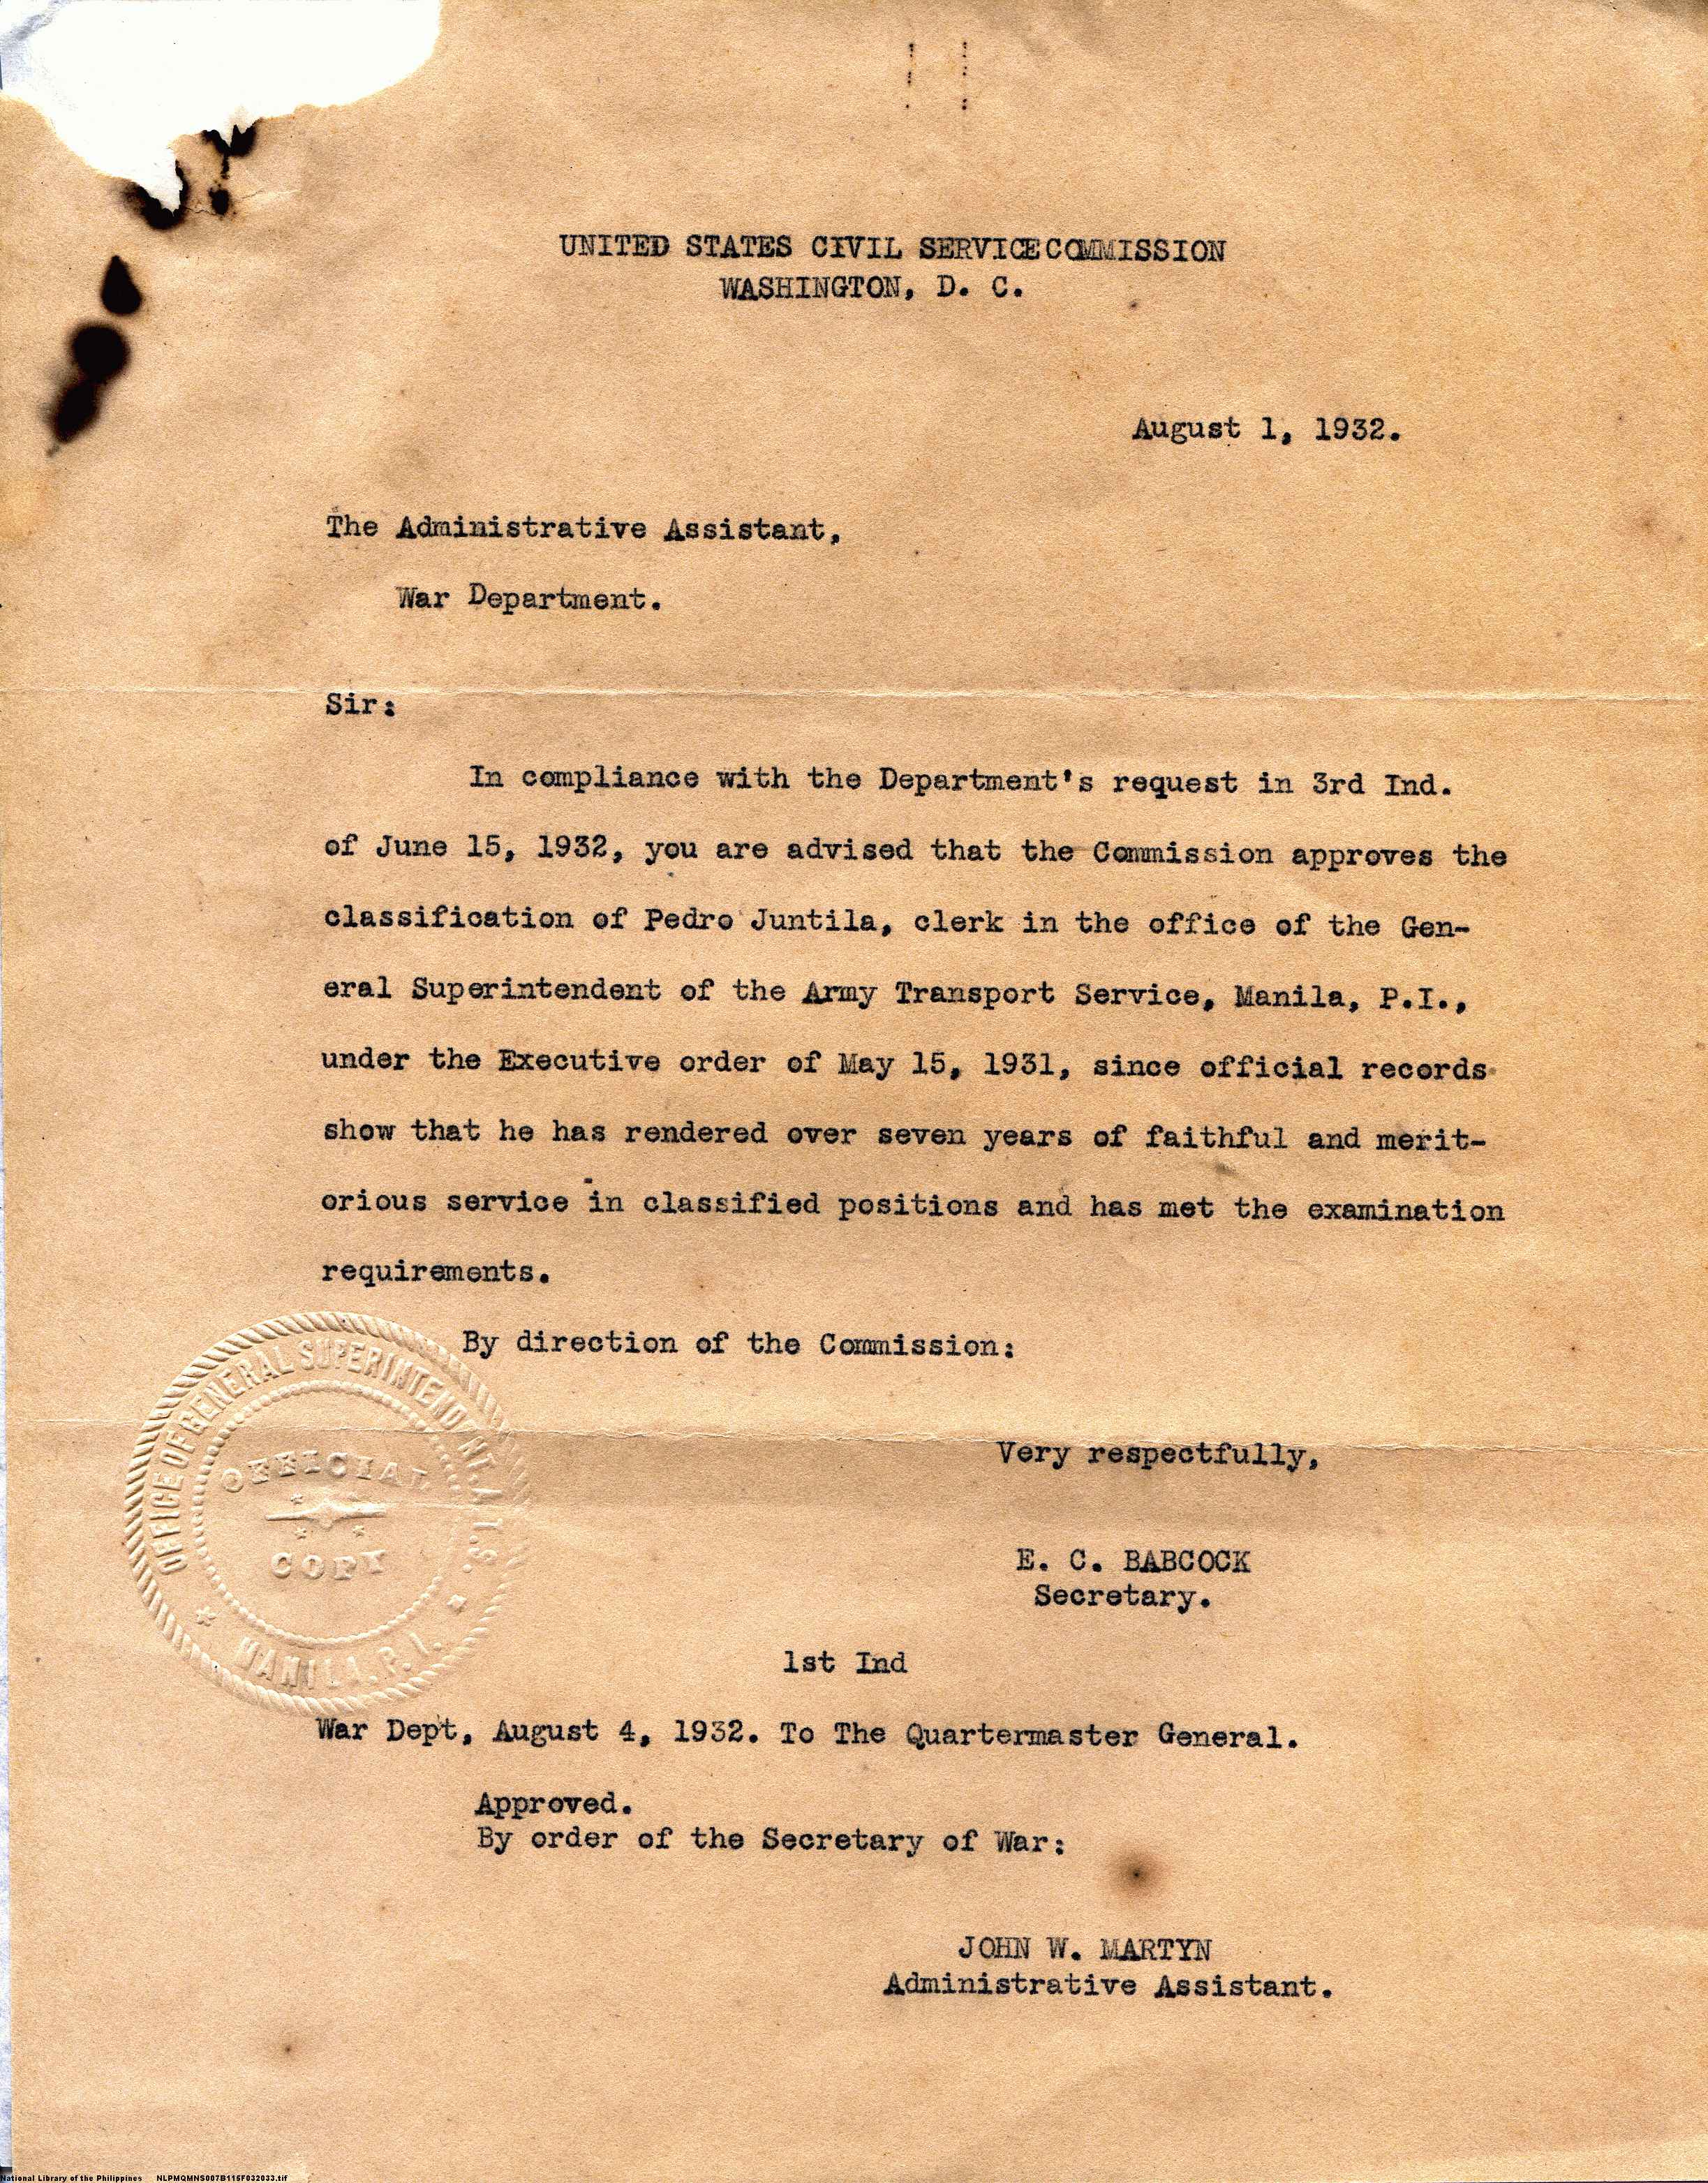 UNITED STATES CIVIL SERVICE COMMISSION
WASHINGTON, D. C.
August 1, 1932.
The Administrative Assistant,
War Department.
Sir:
In compliance with the Department's request in 3rd Ind.
of June 15, 1932, you are advised that the Commission approves the
classification of Pedro Juntila, clerk in the office of the Gen-
eral Superintendent of the Army Transport Service, Manila, P.I.,
under the Executive order of May 15, 1931, since official records
show that he has rendered over seven years of faithful and merit-
orious service in classified positions and has met the examination
requirements.
By direction of the Commission:
OFFICE OF GENERAL SUPERINTENDENT, A.T.S.
OFFICIAL
COPY
MANILA, P.I.
Very respectfully,
E. C. BABCOCK
Secretary.
1st Ind
War Dept, August 4, 1932. To The Quartermaster General.
Approved.
By order of the Secretary of War:
JOHN W. MARTYN
Administrative Assistant.
National Library of the Philippines NLPMQMNS007B116F032033.tif